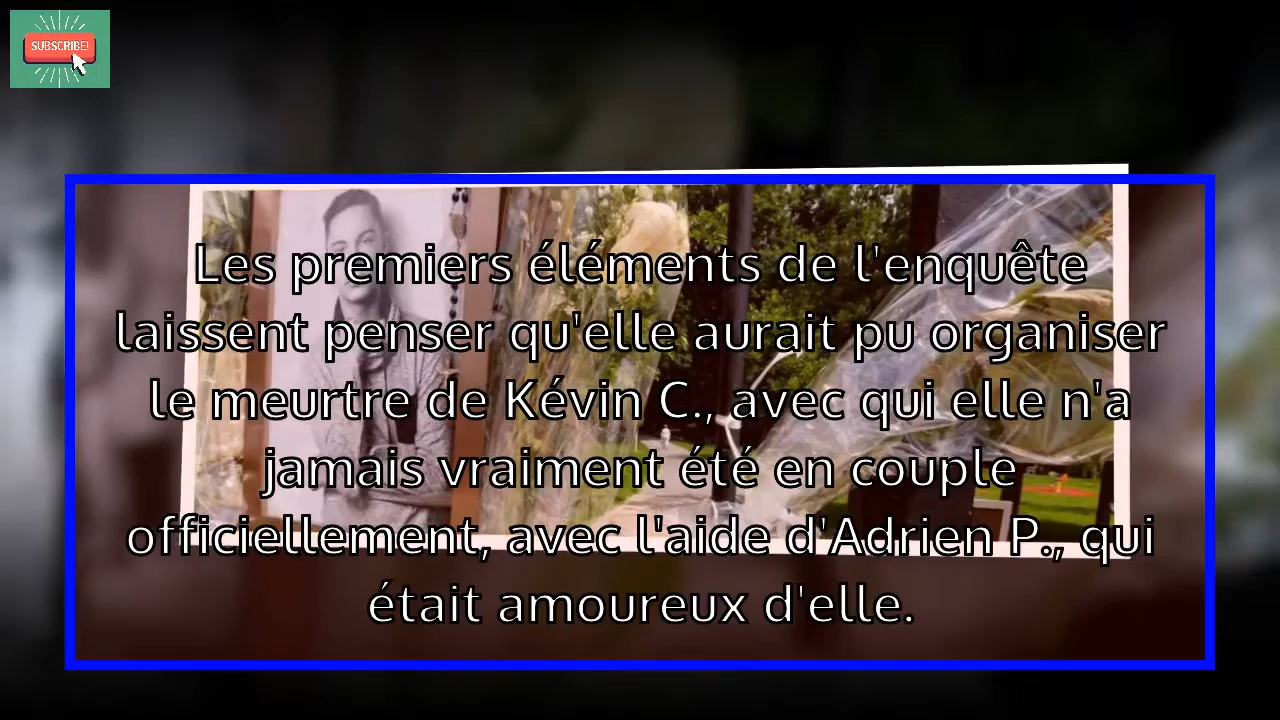 SUBSCRIBE!
Les premiers éléments de l'enquête
laissent penser qu'elle aurait pu organiser
le meurtre de Kévin C., avec qui elle n'a
jamais vraiment été en couple
officiellement, avec l'aide d'Adrien P., qui
était amoureux d'elle.